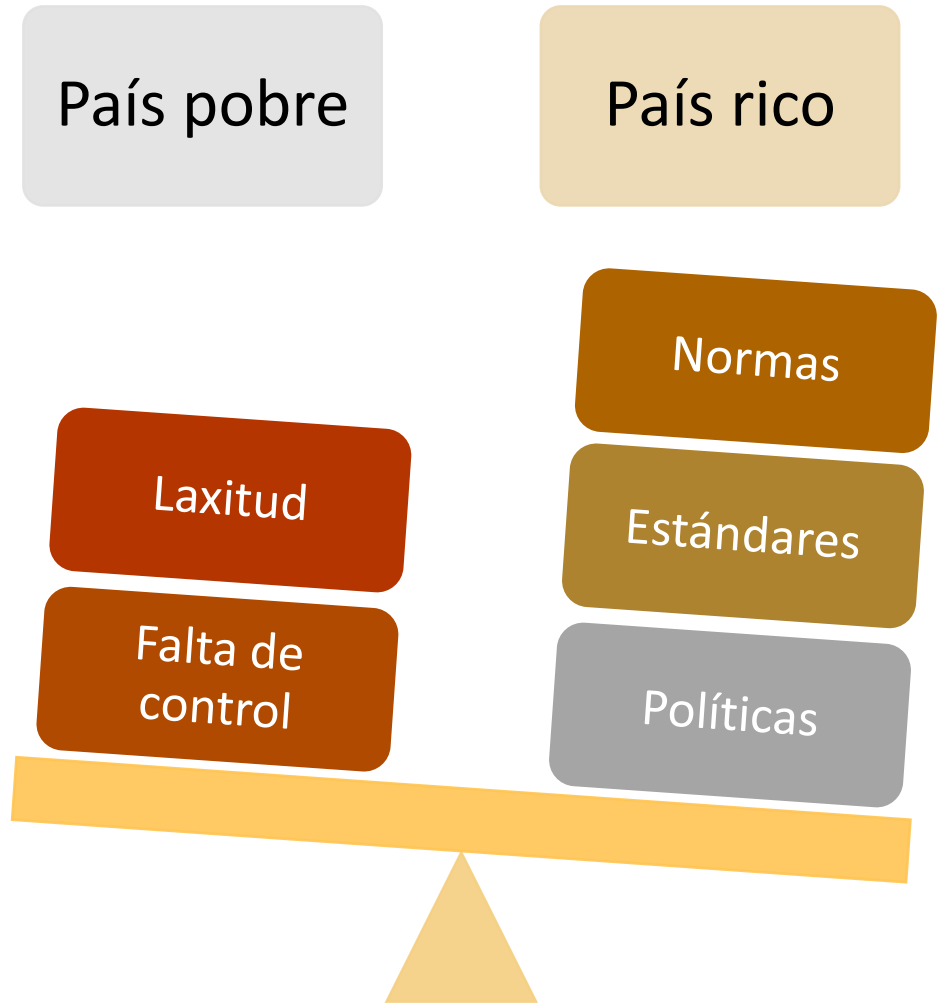 País pobre
País rico
Laxitud
Falta de
control
Normas
Estándares
Políticas